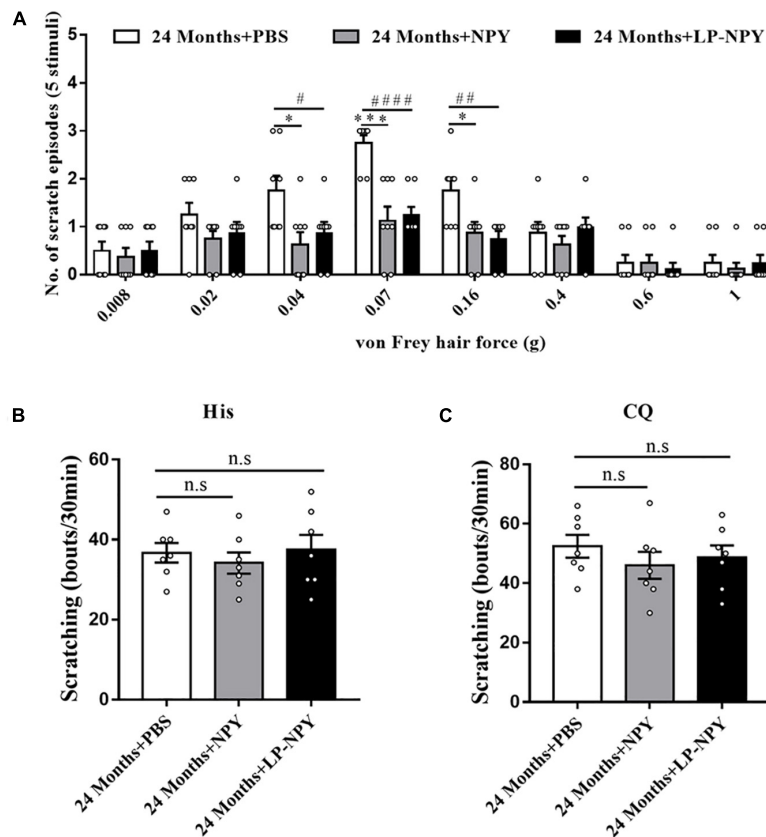 A
24 Months+PBS 24 Months+NPY 24 Months+LP-NPY
No. of scratch episodes (5 stimuli)
5
4
3
2
1
0
#
*
####
***
##
*
0.008 0.02 0.04 0.07 0.16 0.4 0.6 1
von Frey hair force (g)
B
His
Scratching (bouts/30min)
60
40
20
0
n.s
n.s
24 Months+PBS 24 Months+NPY 24 Months+LP-NPY
C
CQ
Scratching (bouts/30min)
80
60
40
20
0
n.s
n.s
24 Months+PBS 24 Months+NPY 24 Months+LP-NPY